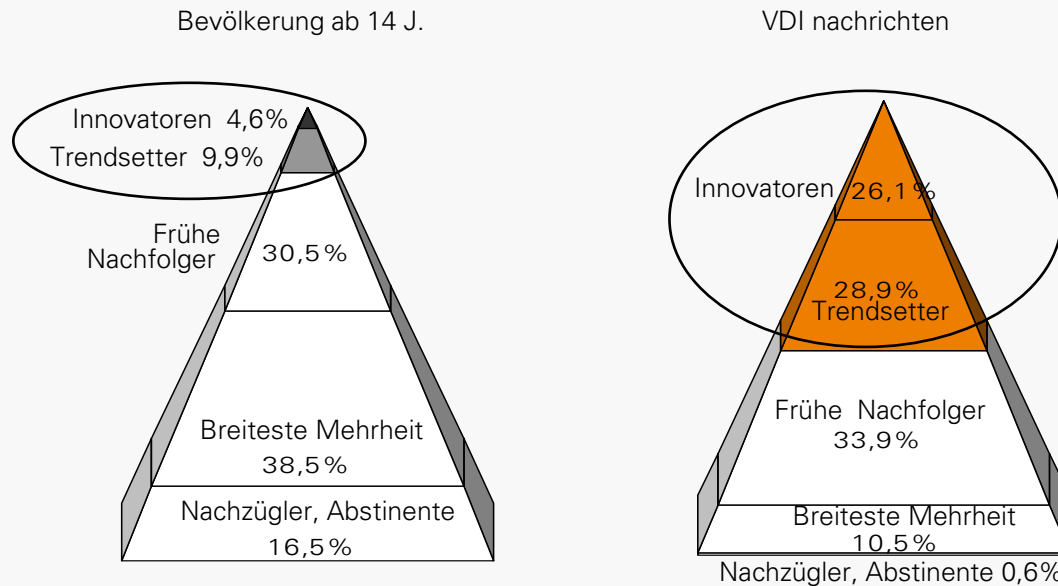 Bevölkerung ab 14 J.
Innovatoren 4,6%
Trendsetter 9,9%
Frühe
Nachfolger
30,5%
Breiteste Mehrheit
38,5%
Nachzügler, Abstinente
16,5%
VDI nachrichten
Innovatoren 26,1%
28,9%
Trendsetter
Frühe Nachfolger
33,9%
Breiteste Mehrheit
10,5%
Nachzügler, Abstinente 0,6%